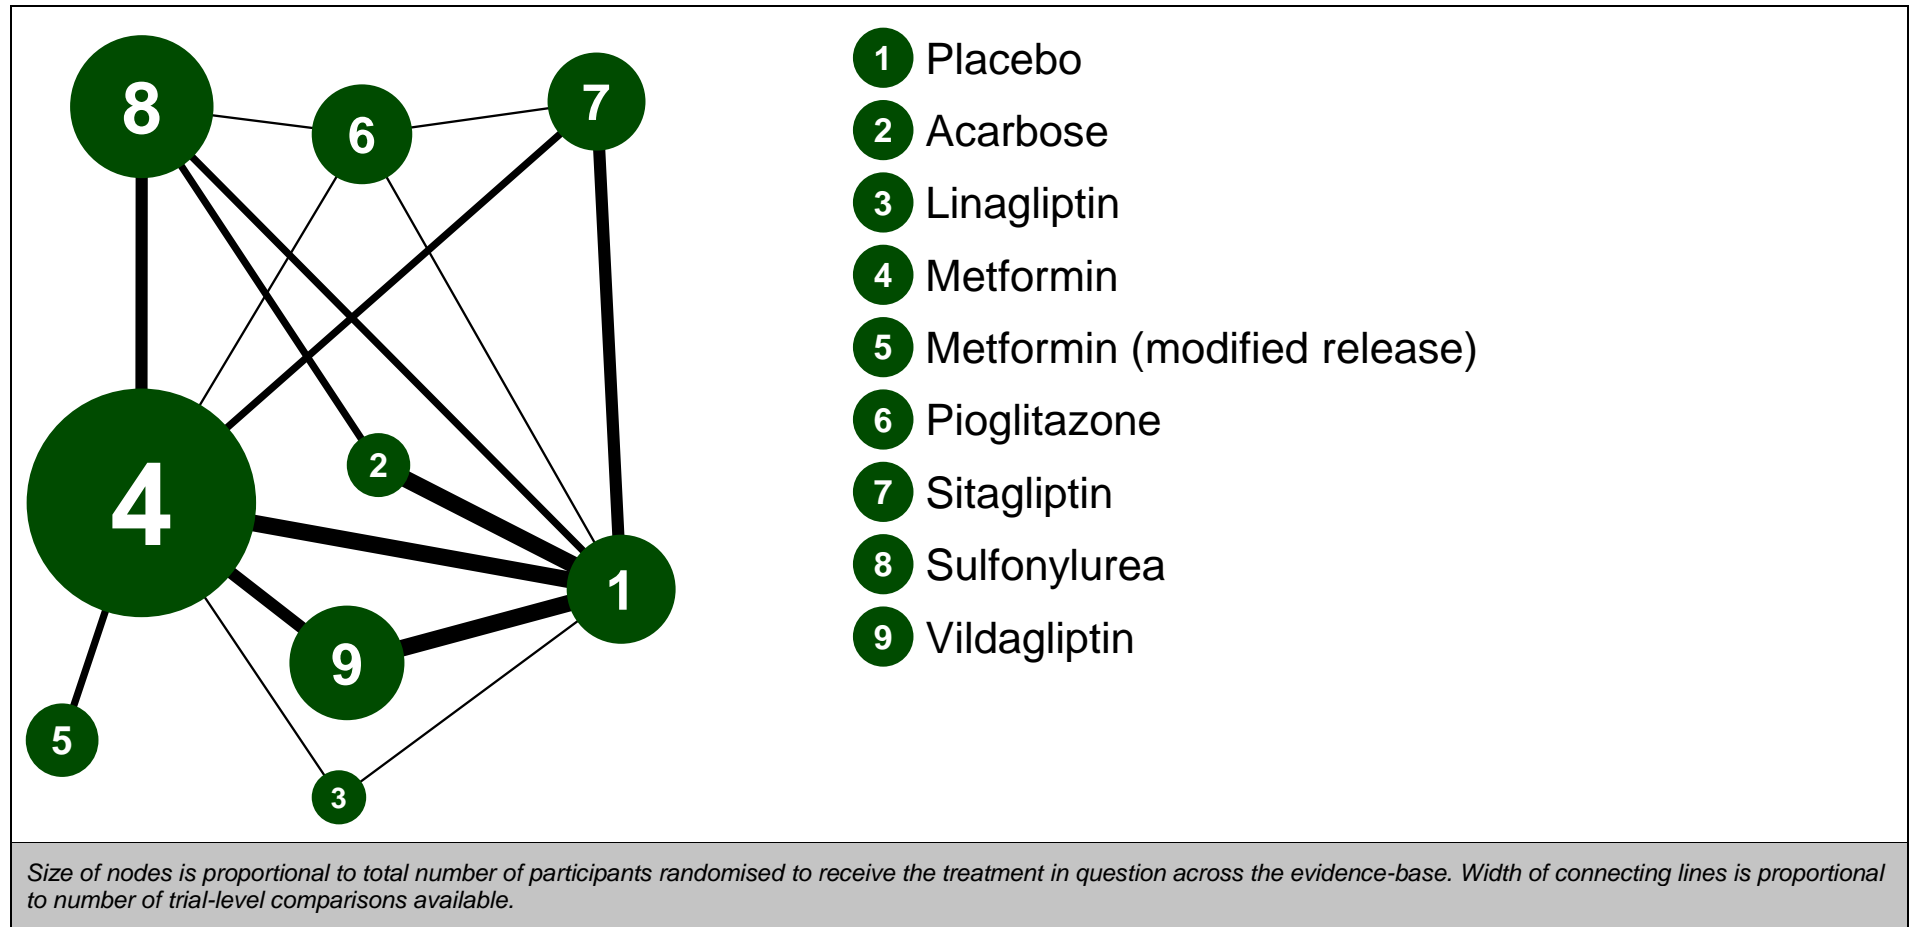 8
6
7
4
2
1
9
5
3
1 Placebo
2 Acarbose
3 Linagliptin
4 Metformin
5 Metformin (modified release)
6 Pioglitazone
7 Sitagliptin
8 Sulfonylurea
9 Vildagliptin
Size of nodes is proportional to total number of participants randomised to receive the treatment in question across the evidence-base. Width of connecting lines is proportional
to number of trial-level comparisons available.